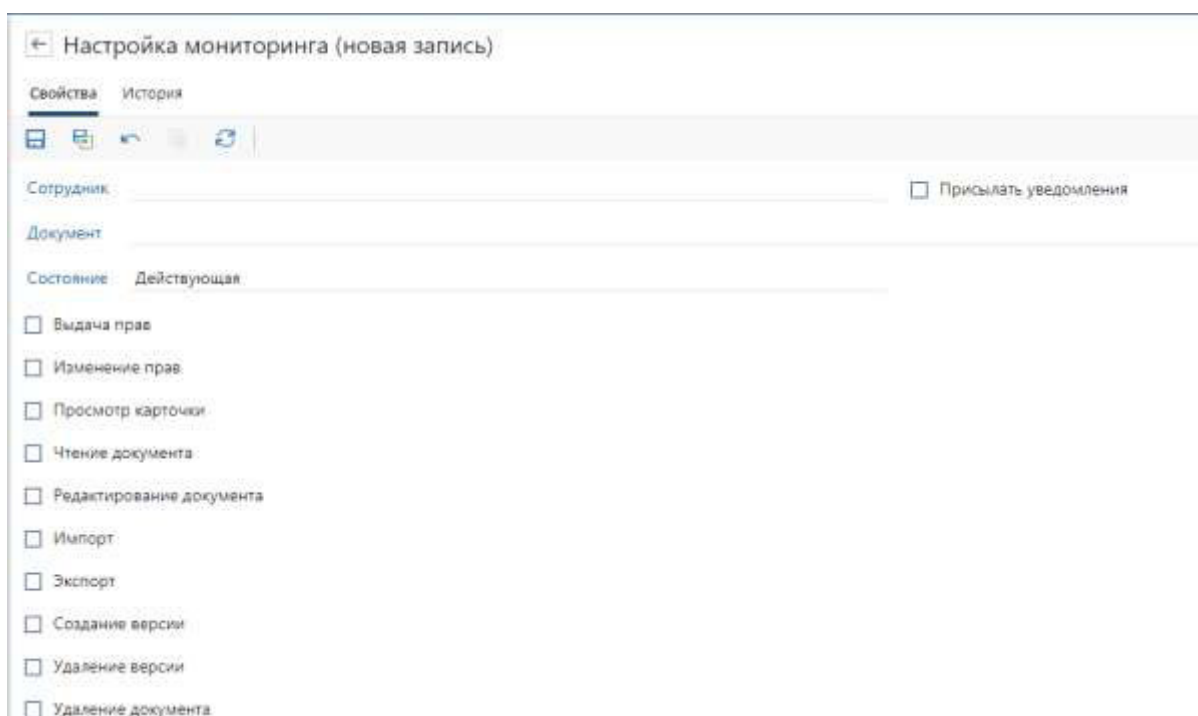 Настройка мониторинга (новая запись)
Свойства История
Сотрудник Присылать уведомления
Документ
Состояние Действующая
Выдача прав
Изменение прав
Просмотр карточки
Чтение документа
Редактирование документа
Импорт
Экспорт
Создание версии
Удаление версии
Удаление документа